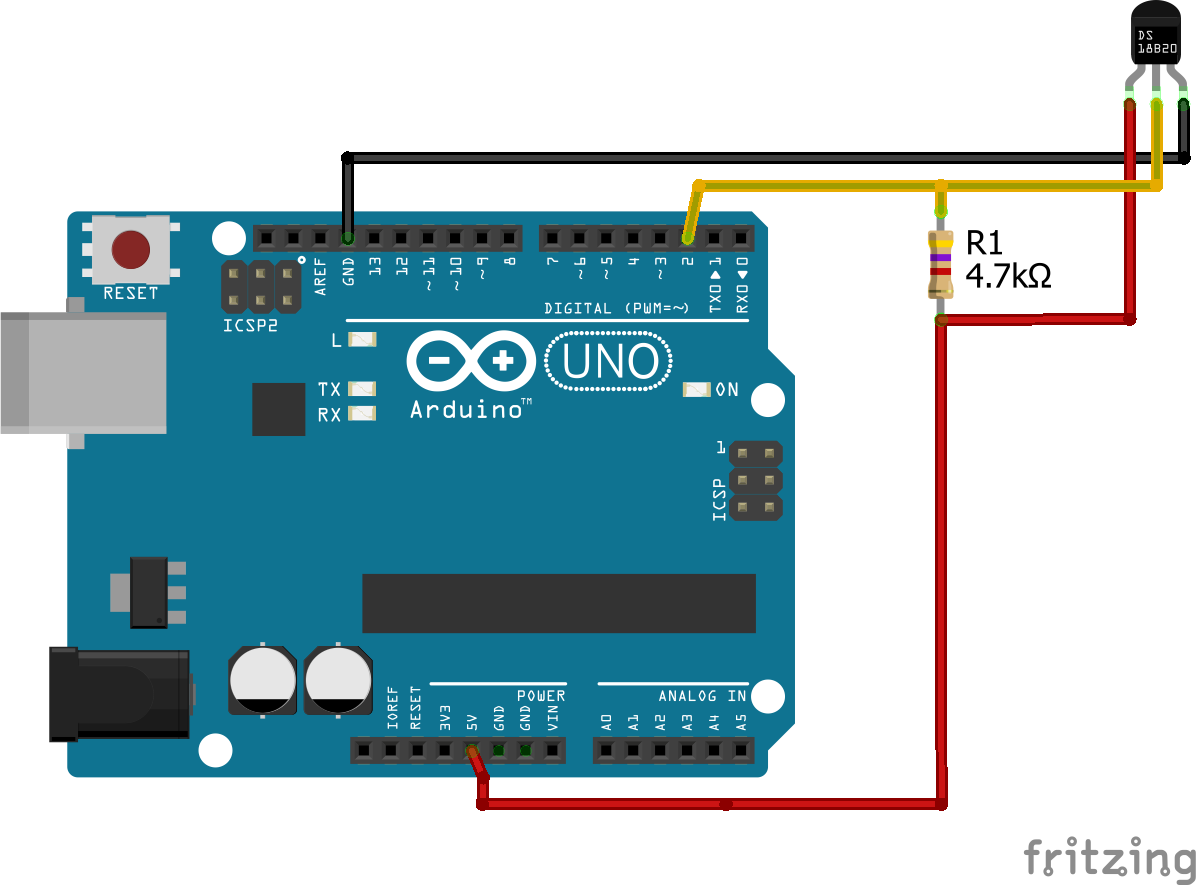 DS
18B20
R1
4.7kΩ
RESET
ICSP2
AREF
GND
13
12
~11
~10
~9
8
7
~6
~5
4
~3
2
TX0▶1
RX0◀0
DIGITAL (PWM=~)
L
TX
RX
UNO
Arduino™
ON
1
ICSP
IOREF
RESET
3V3
5V
GND
GND
VIN
POWER
ANALOG IN
A0
A1
A2
A3
A4
A5
fritzing